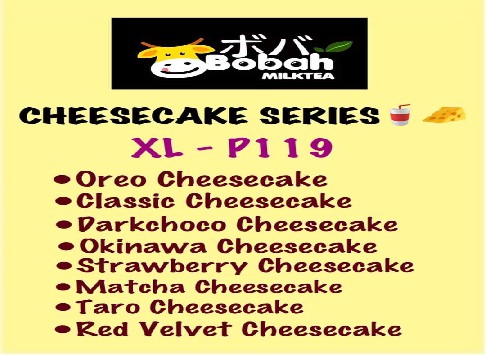 ボバ
Bobah
MILKTEA
CHEESECAKE SERIES
XL - P119
•Oreo Cheesecake
•Classic Cheesecake
•Darkchoco Cheesecake
•Okinawa Cheesecake
•Strawberry Cheesecake
•Matcha Cheesecake
•Taro Cheesecake
•Red Velvet Cheesecake